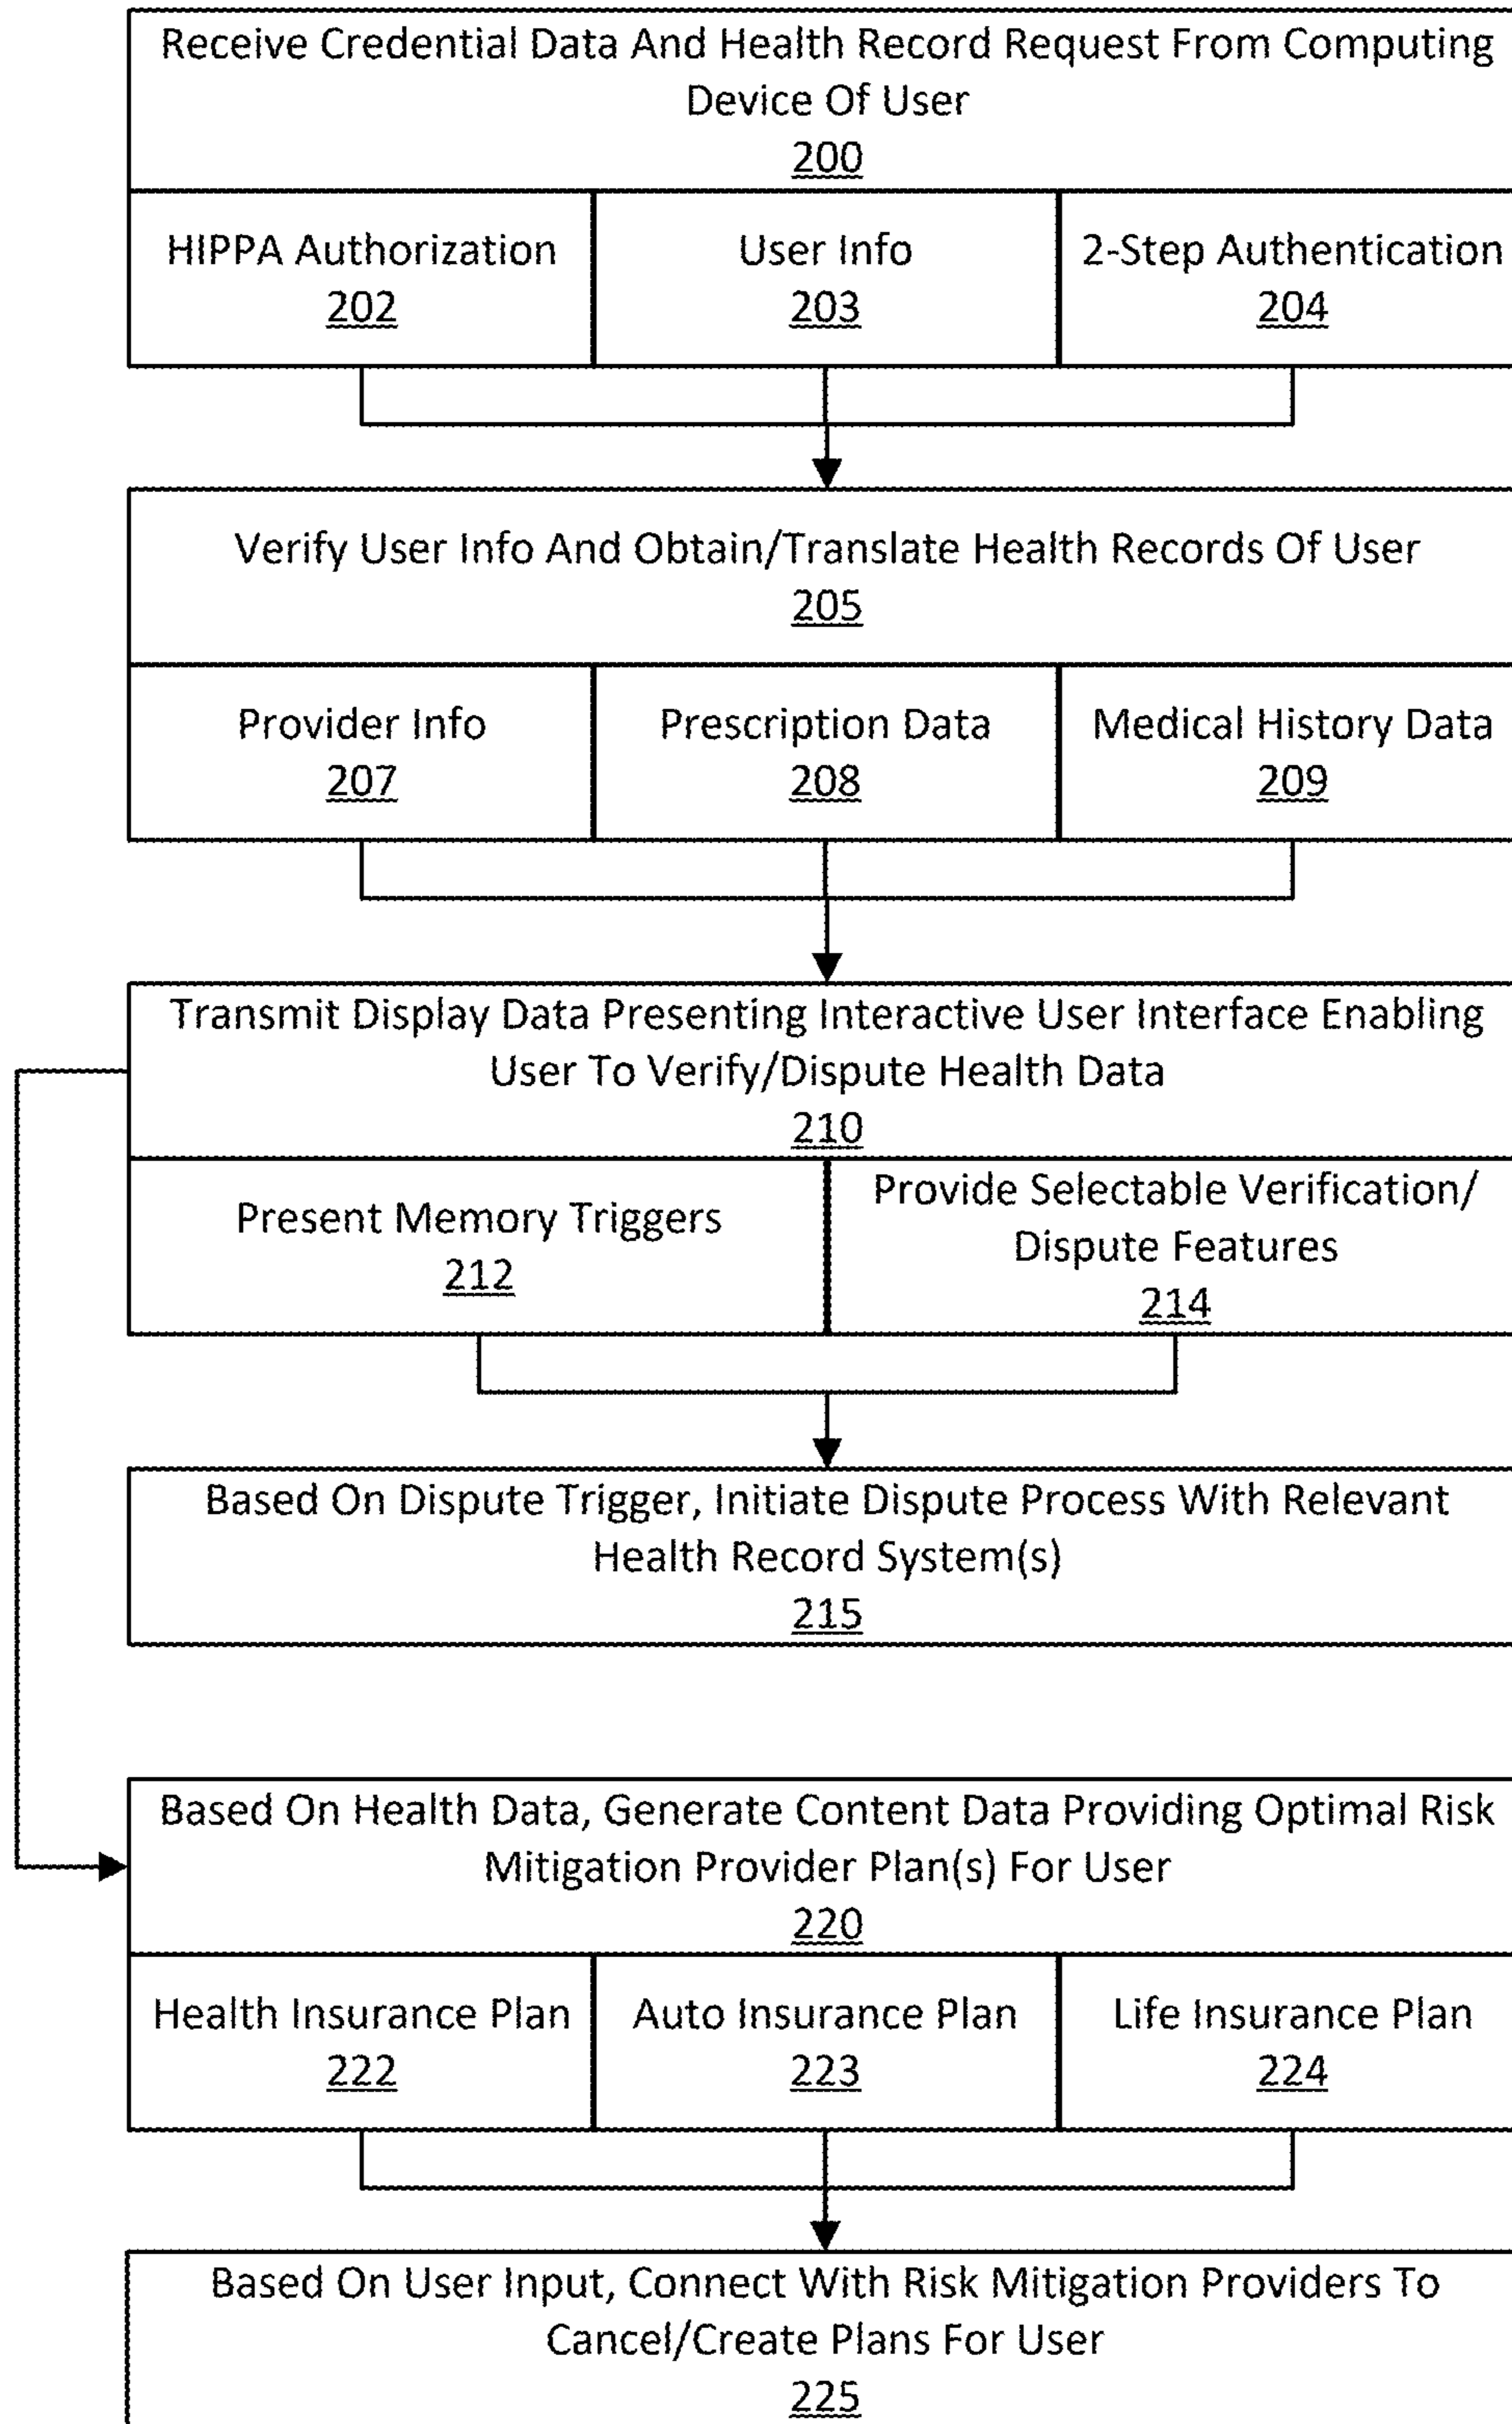 Receive Credential Data And Health Record Request From Computing
Device Of User
200
HIPPA Authorization
202
User Info
203
2-Step Authentication
204
Verify User Info And Obtain/Translate Health Records Of User
205
Provider Info
207
Prescription Data
208
Medical History Data
209
Transmit Display Data Presenting Interactive User Interface Enabling
User To Verify/Dispute Health Data
210
Present Memory Triggers
212
Provide Selectable Verification/
Dispute Features
214
Based On Dispute Trigger, Initiate Dispute Process With Relevant
Health Record System(s)
215
Based On Health Data, Generate Content Data Providing Optimal Risk
Mitigation Provider Plan(s) For User
220
Health Insurance Plan
222
Auto Insurance Plan
223
Life Insurance Plan
224
Based On User Input, Connect With Risk Mitigation Providers To
Cancel/Create Plans For User
225